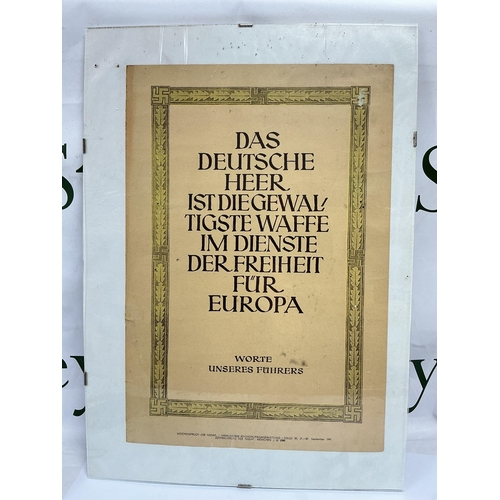 DAS
DEUTSCHE
HEER
IST DIE GEWAL-
TIGSTE WAFFE
IM DIENSTE
DER FREIHEIT
FÜR
EUROPA
WORTE
UNSERES FÜHRERS